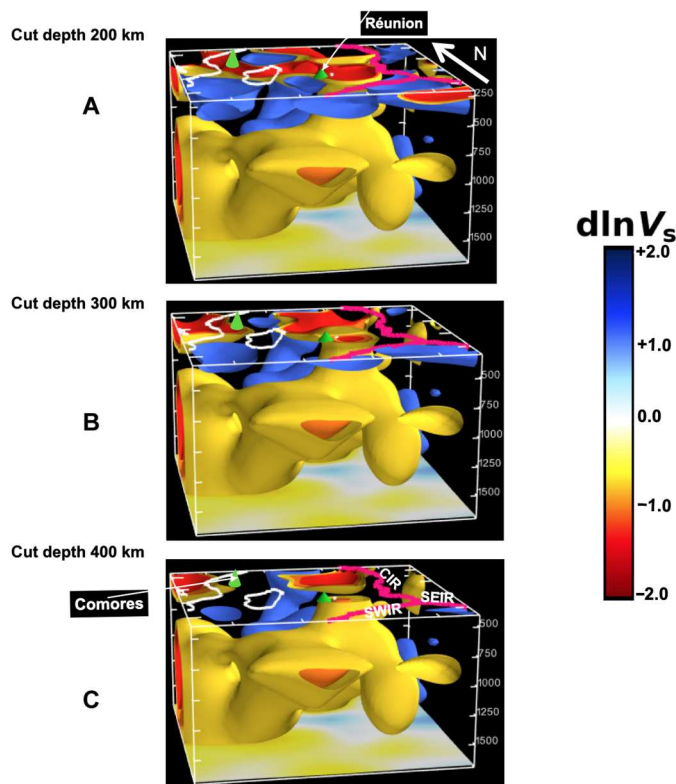 Réunion
Cut depth 200 km
N
A
250
500
750
1000
1250
1500
dlnVs
+2.0
+1.0
0.0
−1.0
−2.0
Cut depth 300 km
B
500
750
1000
1250
1500
Cut depth 400 km
Comores
CIR
SEIR
SWIR
C
500
750
1000
1250
1500